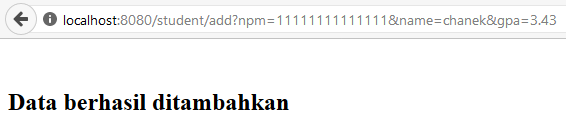 localhost:8080/student/add?npm=11111111111111&name=chanek&gpa=3.43
Data berhasil ditambahkan